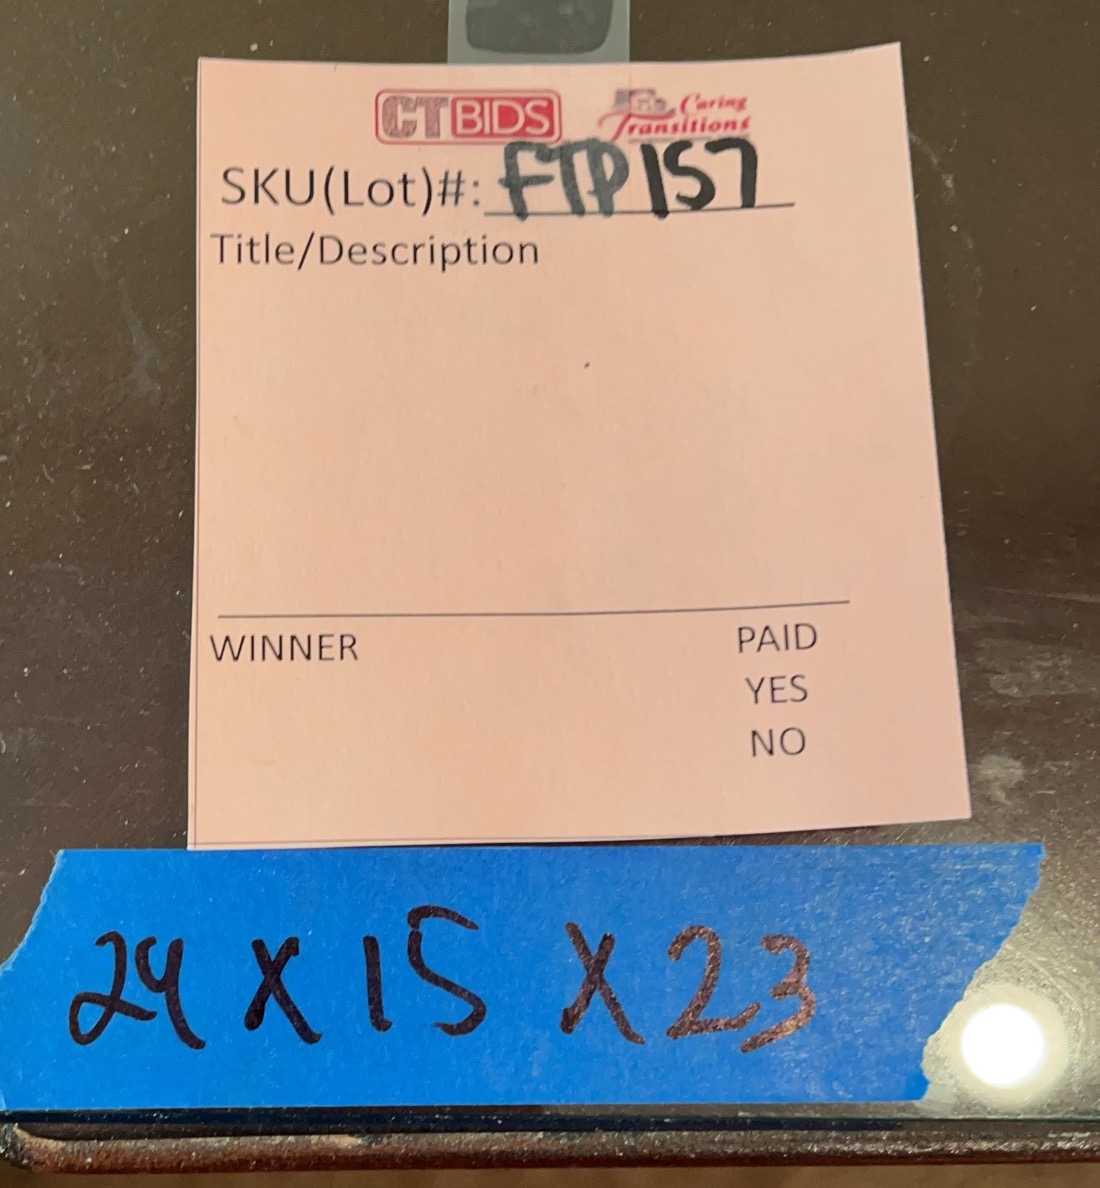 CTBIDS Caring Transitions
SKU(Lot)#: FTP157
Title/Description
WINNER PAID
YES
NO
24 X 15 X 23